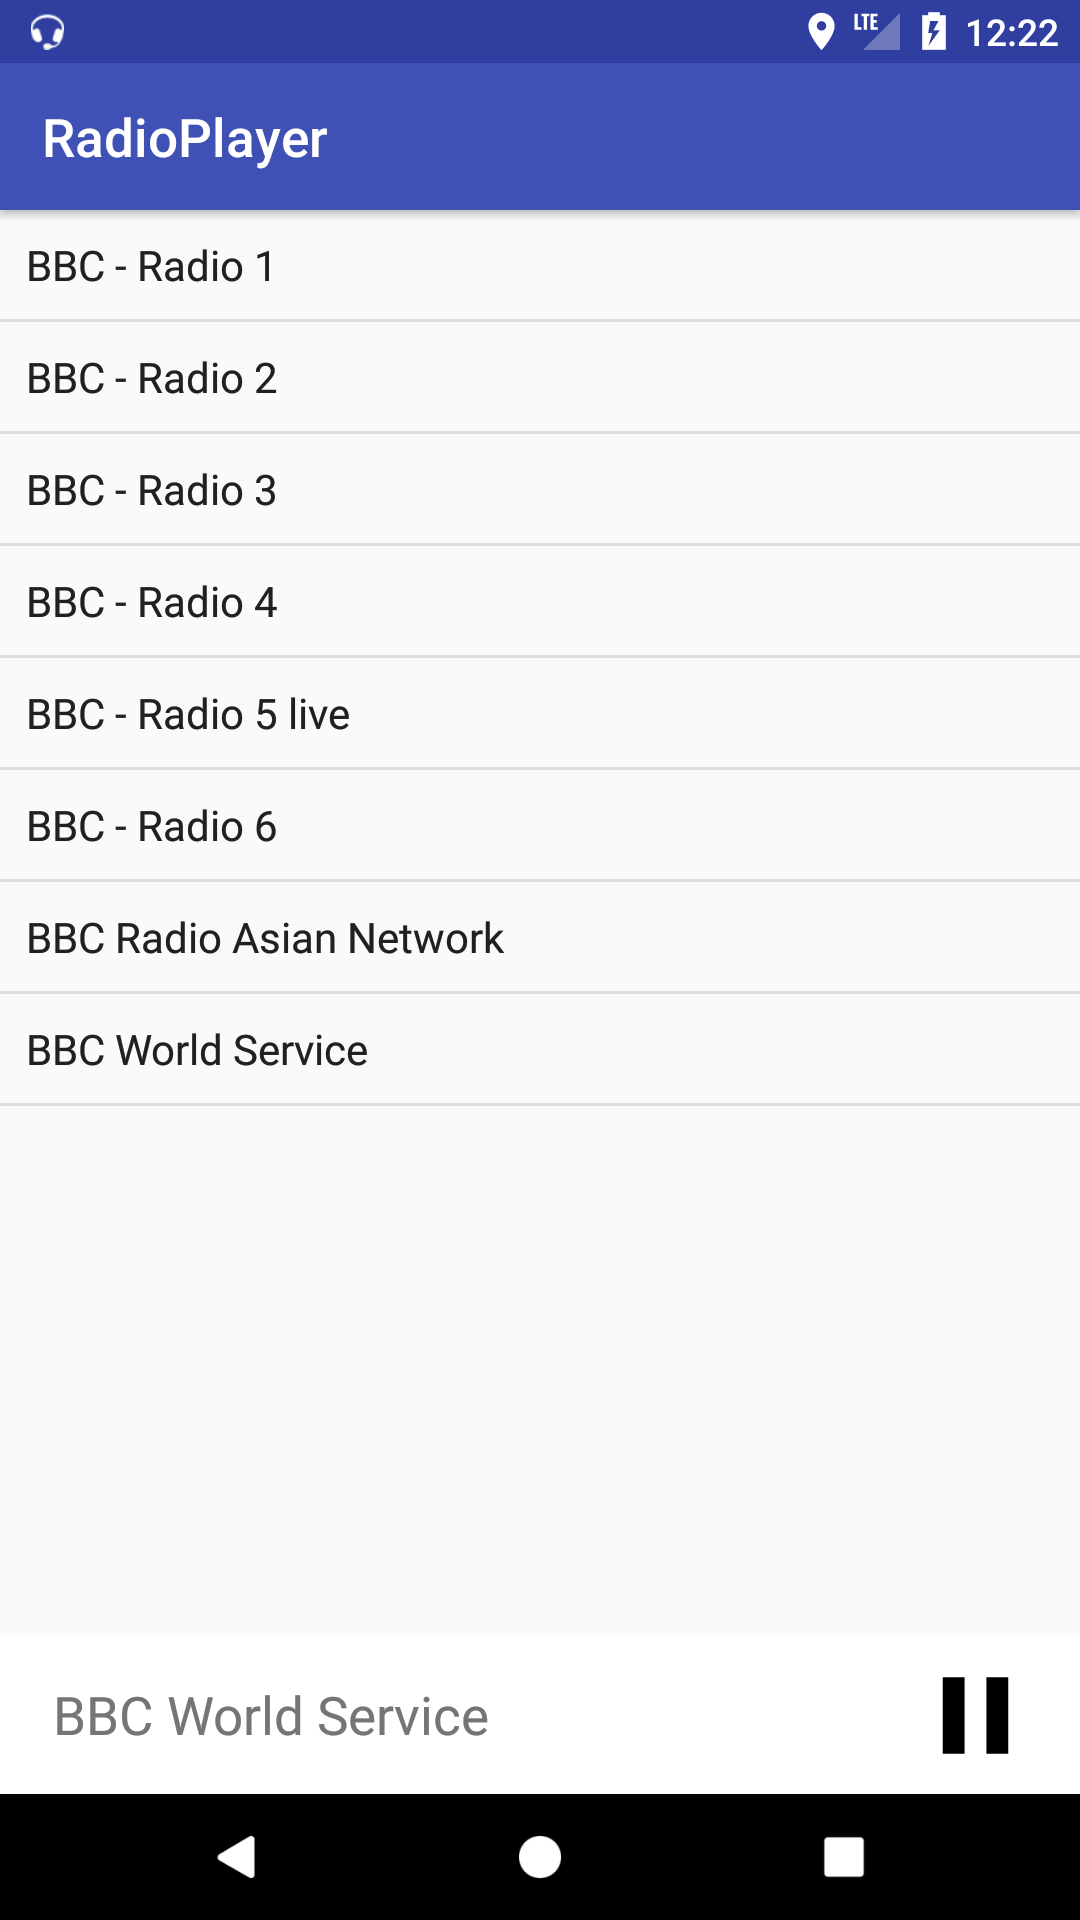 LTE 12:22
RadioPlayer
BBC - Radio 1
BBC - Radio 2
BBC - Radio 3
BBC - Radio 4
BBC - Radio 5 live
BBC - Radio 6
BBC Radio Asian Network
BBC World Service
BBC World Service